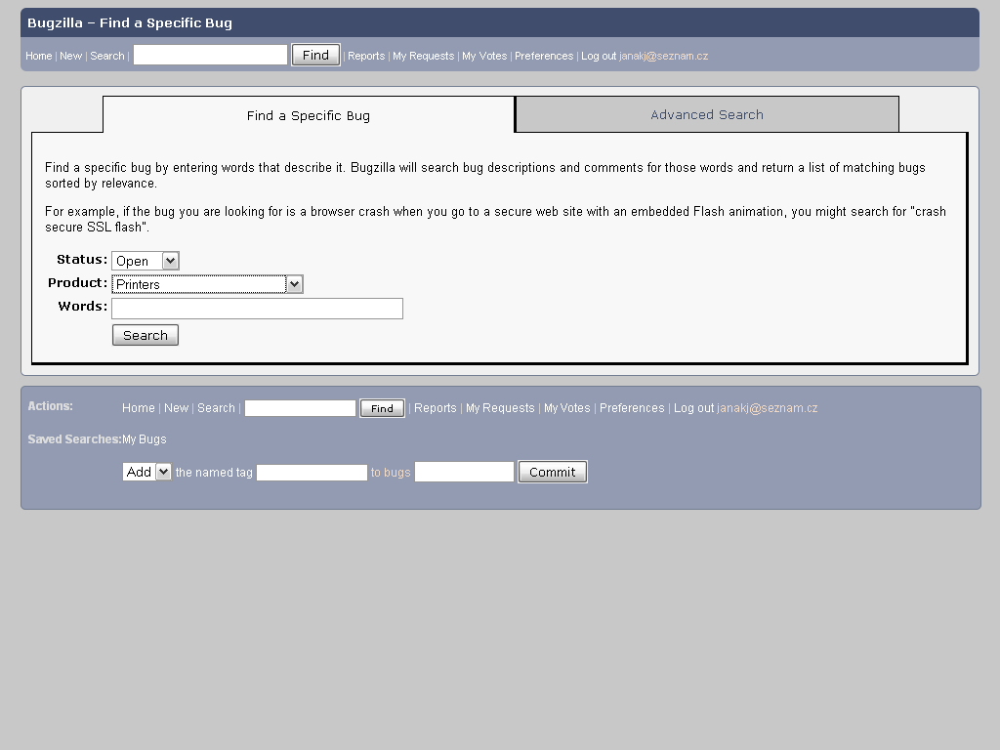 Bugzilla – Find a Specific Bug
Home | New | Search | Find | Reports | My Requests | My Votes | Preferences | Log out janakj@seznam.cz
Find a Specific Bug
Advanced Search
Find a specific bug by entering words that describe it. Bugzilla will search bug descriptions and comments for those words and return a list of matching bugs
sorted by relevance.
For example, if the bug you are looking for is a browser crash when you go to a secure web site with an embedded Flash animation, you might search for "crash
secure SSL flash".
Status: Open
Product: Printers
Words:
Search
Actions: Home | New | Search | Find | Reports | My Requests | My Votes | Preferences | Log out janakj@seznam.cz
Saved Searches: My Bugs
Add the named tag to bugs Commit